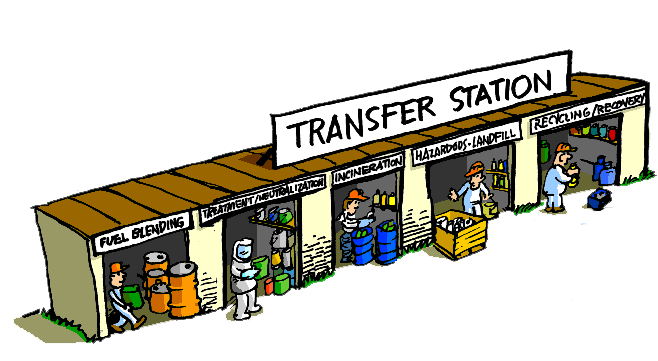 TRANSFER STATION
FUEL BLENDING
TREATMENT/NEUTRALIZATION
INCINERATION
HAZARDOUS-LANDFILL
RECYCLING/RECOVERY